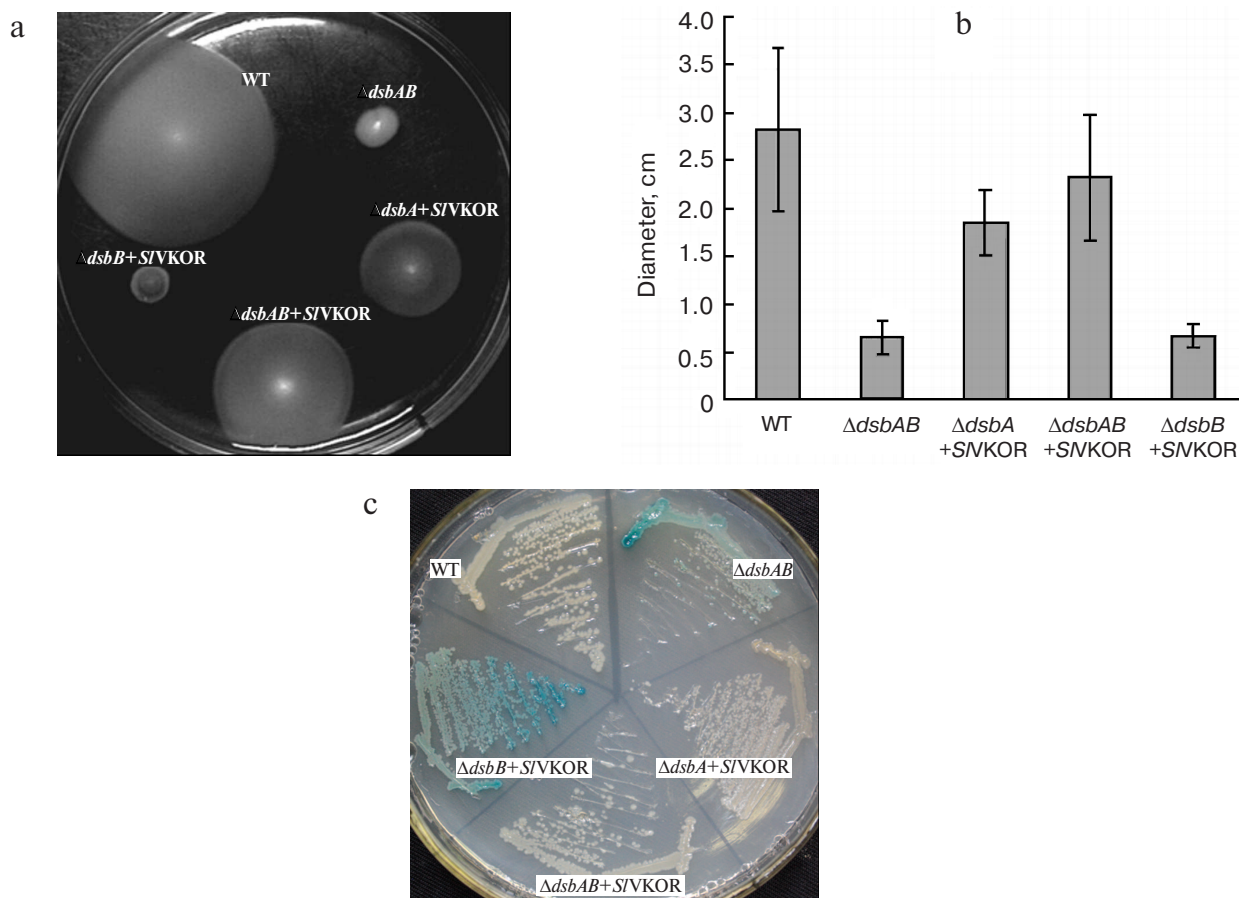 a
WT
ΔdsbAB
ΔdsbA+SlVKOR
ΔdsbB+SlVKOR
ΔdsbAB+SlVKOR
b
4.0
3.5
3.0
2.5
2.0
1.5
1.0
0.5
0
Diameter, cm
WT
ΔdsbAB
ΔdsbA
+SlVKOR
ΔdsbAB
+SlVKOR
ΔdsbB
+SlVKOR
c
WT
ΔdsbAB
ΔdsbB+SlVKOR
ΔdsbA+SlVKOR
ΔdsbAB+SlVKOR